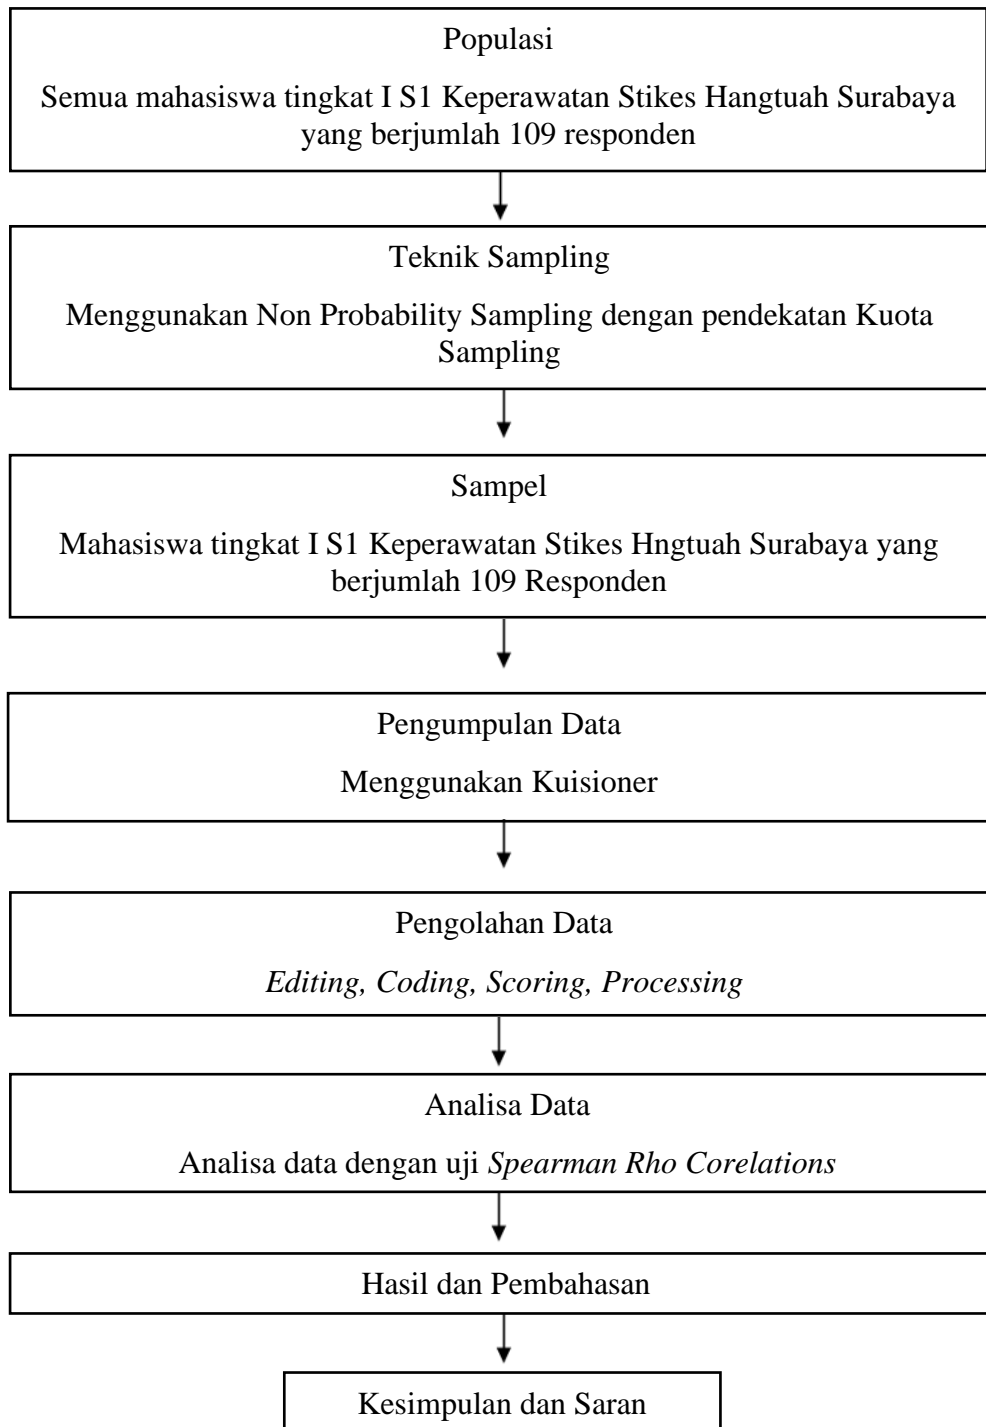 Populasi
Semua mahasiswa tingkat I S1 Keperawatan Stikes Hangtuah Surabaya
yang berjumlah 109 responden
Teknik Sampling
Menggunakan Non Probability Sampling dengan pendekatan Kuota
Sampling
Sampel
Mahasiswa tingkat I S1 Keperawatan Stikes Hngtuah Surabaya yang
berjumlah 109 Responden
Pengumpulan Data
Menggunakan Kuisioner
Pengolahan Data
Editing, Coding, Scoring, Processing
Analisa Data
Analisa data dengan uji Spearman Rho Corelations
Hasil dan Pembahasan
Kesimpulan dan Saran